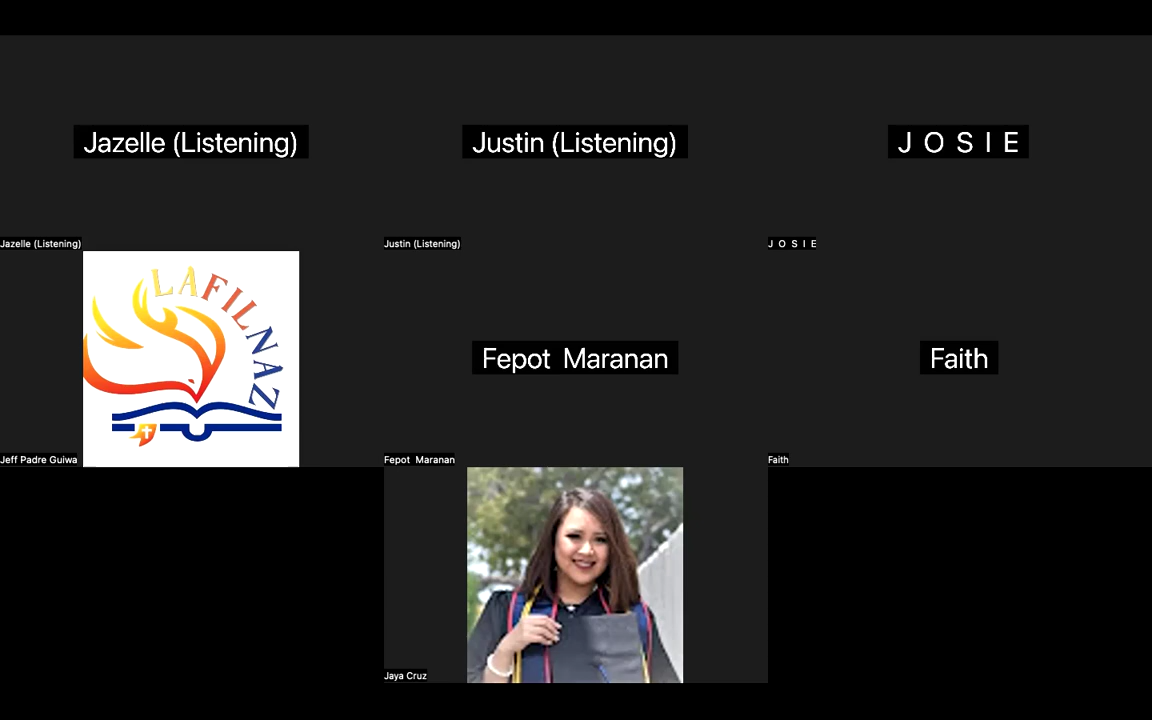 Jazelle (Listening)
Justin (Listening)
J O S I E
Jazelle (Listening)
Justin (Listening)
J O S I E
LAFILNAZ
Fepot Maranan
Faith
Jeff Padre Guiwa
Fepot Maranan
Faith
Jaya Cruz